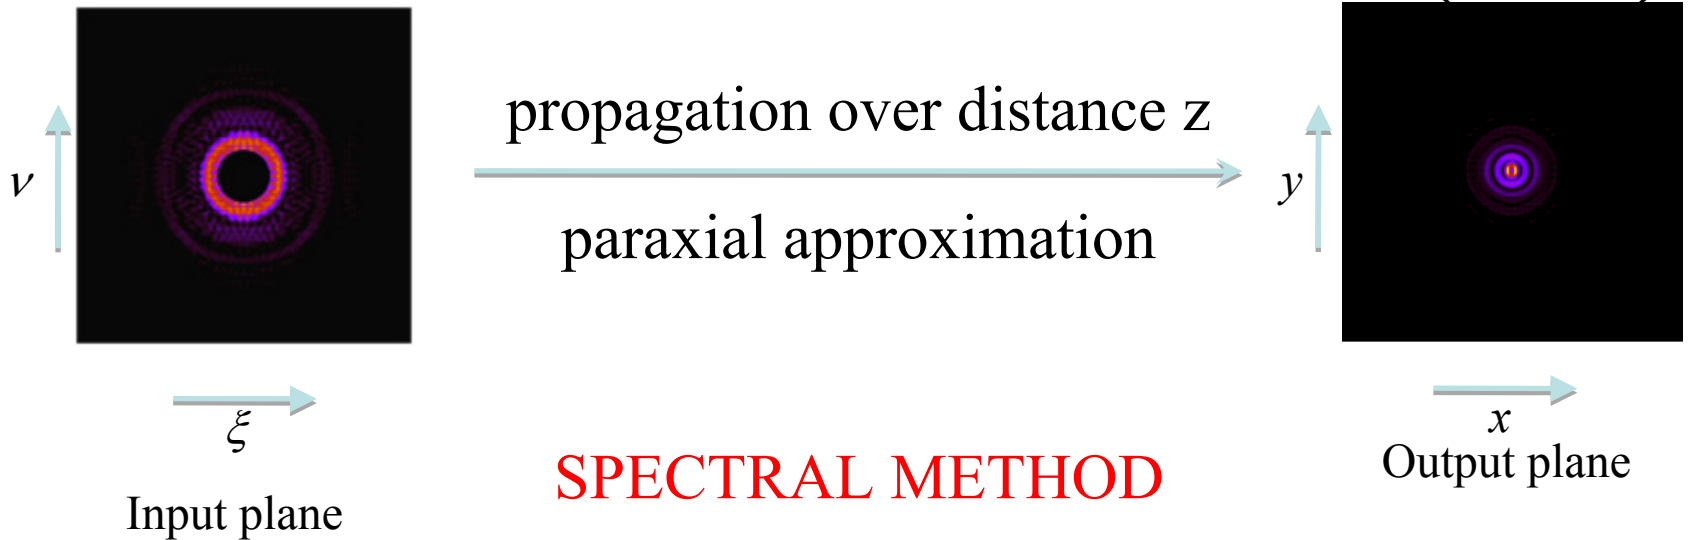 propagation over distance z
ν
y
paraxial approximation
ξ
x
Output plane
SPECTRAL METHOD
Input plane